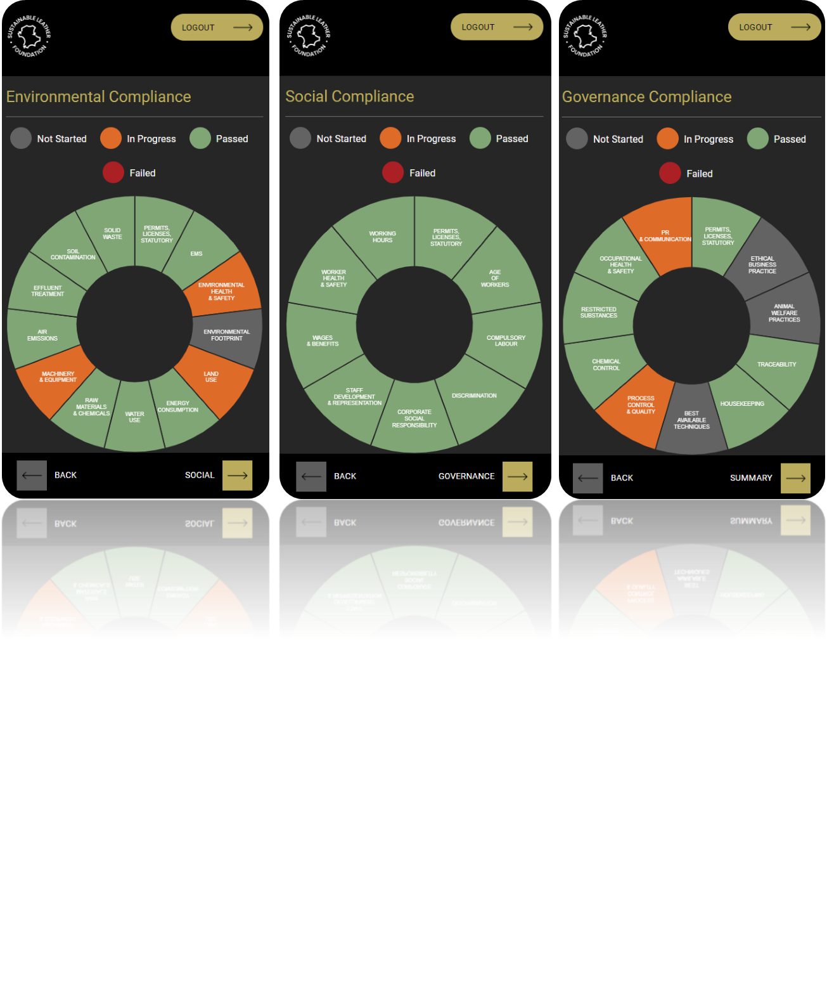 SUSTAINABLE LEATHER
• FOUNDATION •
LOGOUT
Environmental Compliance
Not Started
In Progress
Passed
Failed
PERMITS,
LICENSES,
STATUTORY
EMS
ENVIRONMENTAL
HEALTH
& SAFETY
ENVIRONMENTAL
FOOTPRINT
LAND
USE
ENERGY
CONSUMPTION
WATER
USE
RAW
MATERIALS
& CHEMICALS
MACHINERY
& EQUIPMENT
AIR
EMISSIONS
EFFLUENT
TREATMENT
SOIL
CONTAMINATION
SOLID
WASTE
BACK
SOCIAL
SUSTAINABLE LEATHER
• FOUNDATION •
LOGOUT
Social Compliance
Not Started
In Progress
Passed
Failed
PERMITS,
LICENSES,
STATUTORY
AGE
OF
WORKERS
COMPULSORY
LABOUR
DISCRIMINATION
CORPORATE
SOCIAL
RESPONSIBILITY
STAFF
DEVELOPMENT
& REPRESENTATION
WAGES
& BENEFITS
WORKER
HEALTH
& SAFETY
WORKING
HOURS
BACK
GOVERNANCE
SUSTAINABLE LEATHER
• FOUNDATION •
LOGOUT
Governance Compliance
Not Started
In Progress
Passed
Failed
PERMITS,
LICENSES,
STATUTORY
ETHICAL
BUSINESS
PRACTICE
ANIMAL
WELFARE
PRACTICES
TRACEABILITY
HOUSEKEEPING
BEST
AVAILABLE
TECHNIQUES
PROCESS
CONTROL
& QUALITY
CHEMICAL
CONTROL
RESTRICTED
SUBSTANCES
OCCUPATIONAL
HEALTH
& SAFETY
PR
& COMMUNICATION
BACK
SUMMARY